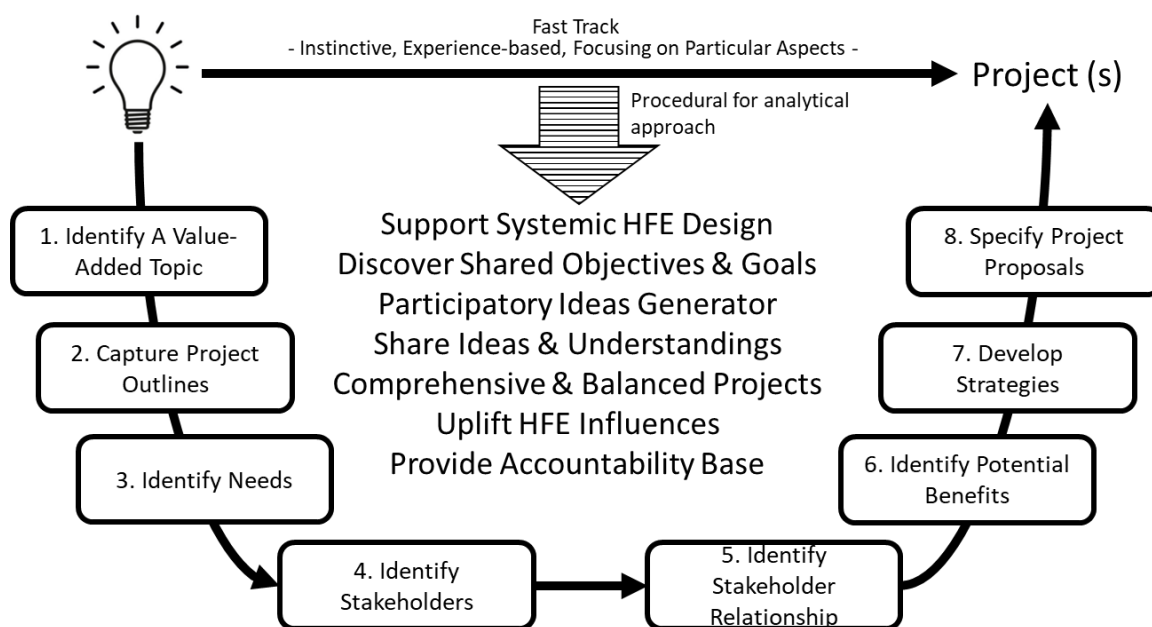 Fast Track
- Instinctive, Experience-based, Focusing on Particular Aspects -
Project (s)
Procedural for analytical
approach
Support Systemic HFE Design
Discover Shared Objectives & Goals
Participatory Ideas Generator
Share Ideas & Understandings
Comprehensive & Balanced Projects
Uplift HFE Influences
Provide Accountability Base
1. Identify A Value-
Added Topic
2. Capture Project
Outlines
3. Identify Needs
4. Identify
Stakeholders
5. Identify
Stakeholder
Relationship
6. Identify Potential
Benefits
7. Develop
Strategies
8. Specify Project
Proposals